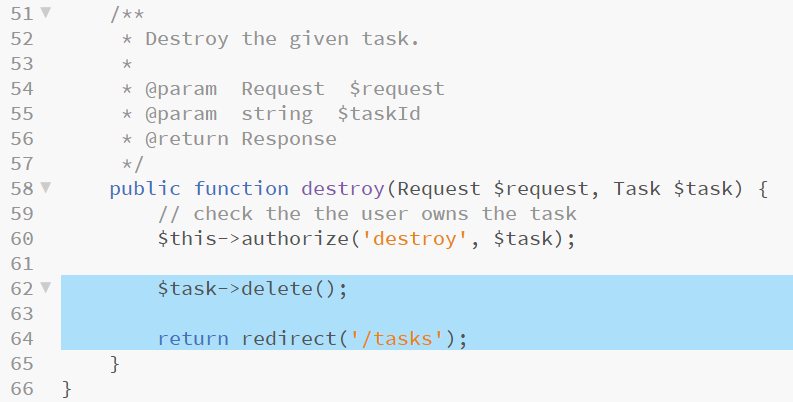 51 /**
52 * Destroy the given task.
53 *
54 * @param  Request  $request
55 * @param  string  $taskId
56 * @return Response
57 */
58 public function destroy(Request $request, Task $task) {
59 // check the the user owns the task
60 $this->authorize('destroy', $task);
61
62 $task->delete();
63
64 return redirect('/tasks');
65 }
66 }